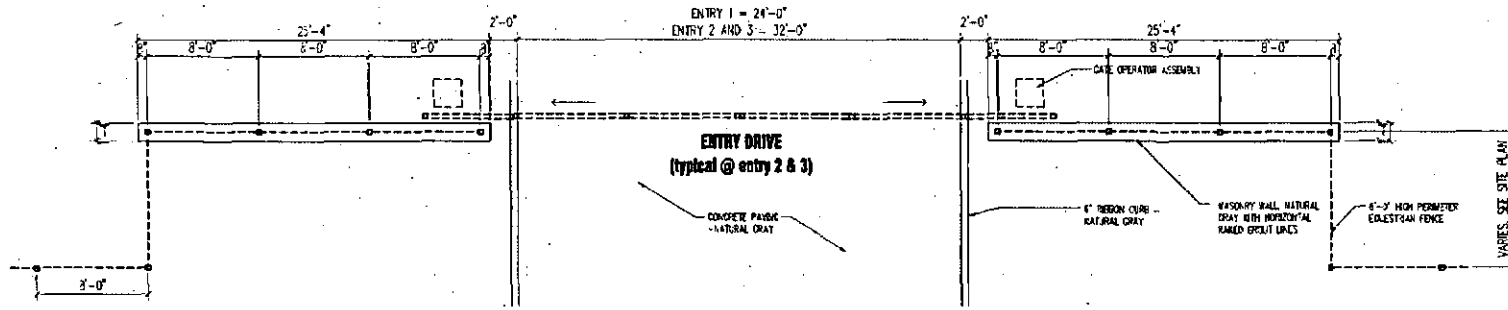 ENTRY 1 = 24'-0"
ENTRY 2 AND 3 = 32'-0"
25'-4"
2'-0"
2'-0"
25'-4"
8'-0"
8'-0"
8'-0"
8'-0"
8'-0"
8'-0"
GATE OPERATOR ASSEMBLY
ENTRY DRIVE
(typical @ entry 2 & 3)
CONCRETE PAVING
- NATURAL GRAY
6" RIBBON CURB -
NATURAL GRAY
MASONRY WALL, NATURAL
GRAY WITH HORIZONTAL
RAKED GROUT LINES
HIGH PERIMETER
EQUESTRIAN FENCE
VARIES, SEE SITE PLAN
8'-0"